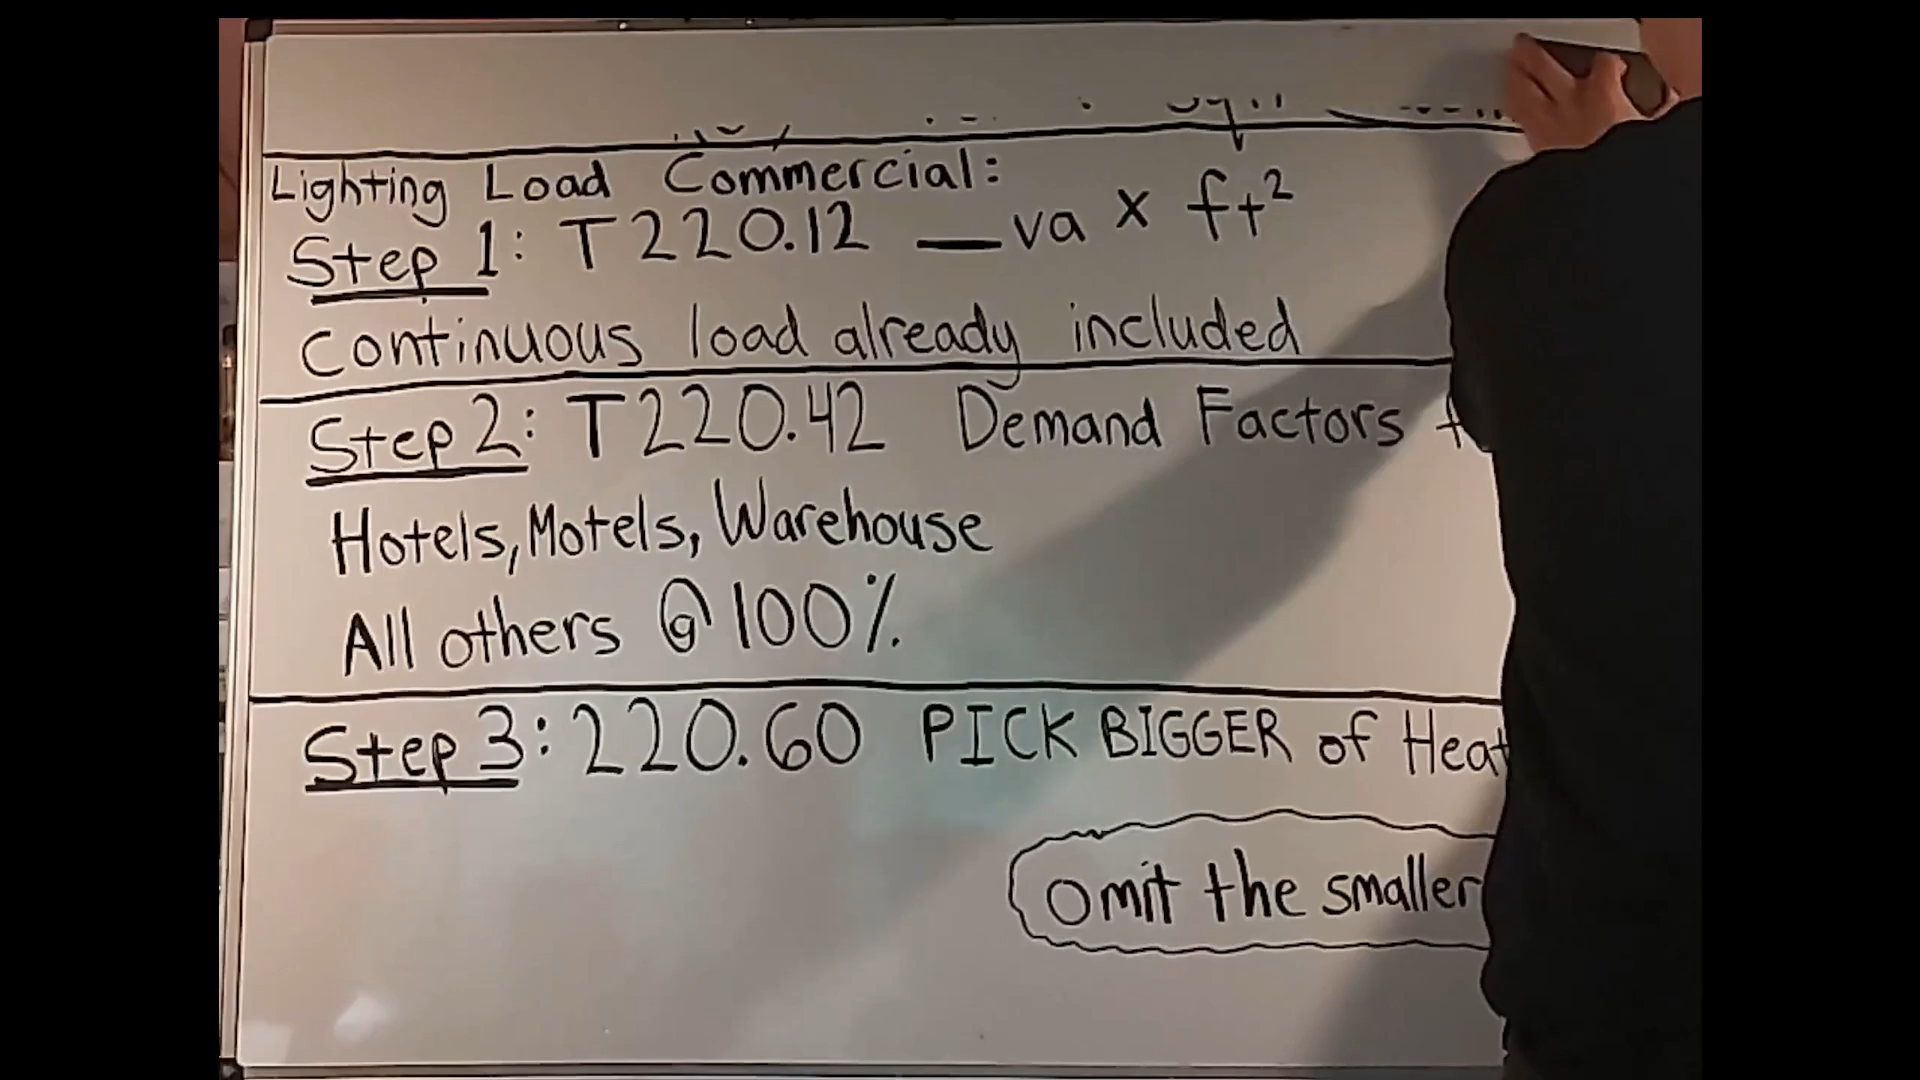 Lighting Load Commercial:
Step 1: T220.12 __va x ft²
Continuous load already included
Step 2: T220.42 Demand Factors
Hotels, Motels, Warehouse
All others @ 100%
Step 3: 220.60 PICK BIGGER of Heat
Omit the smaller